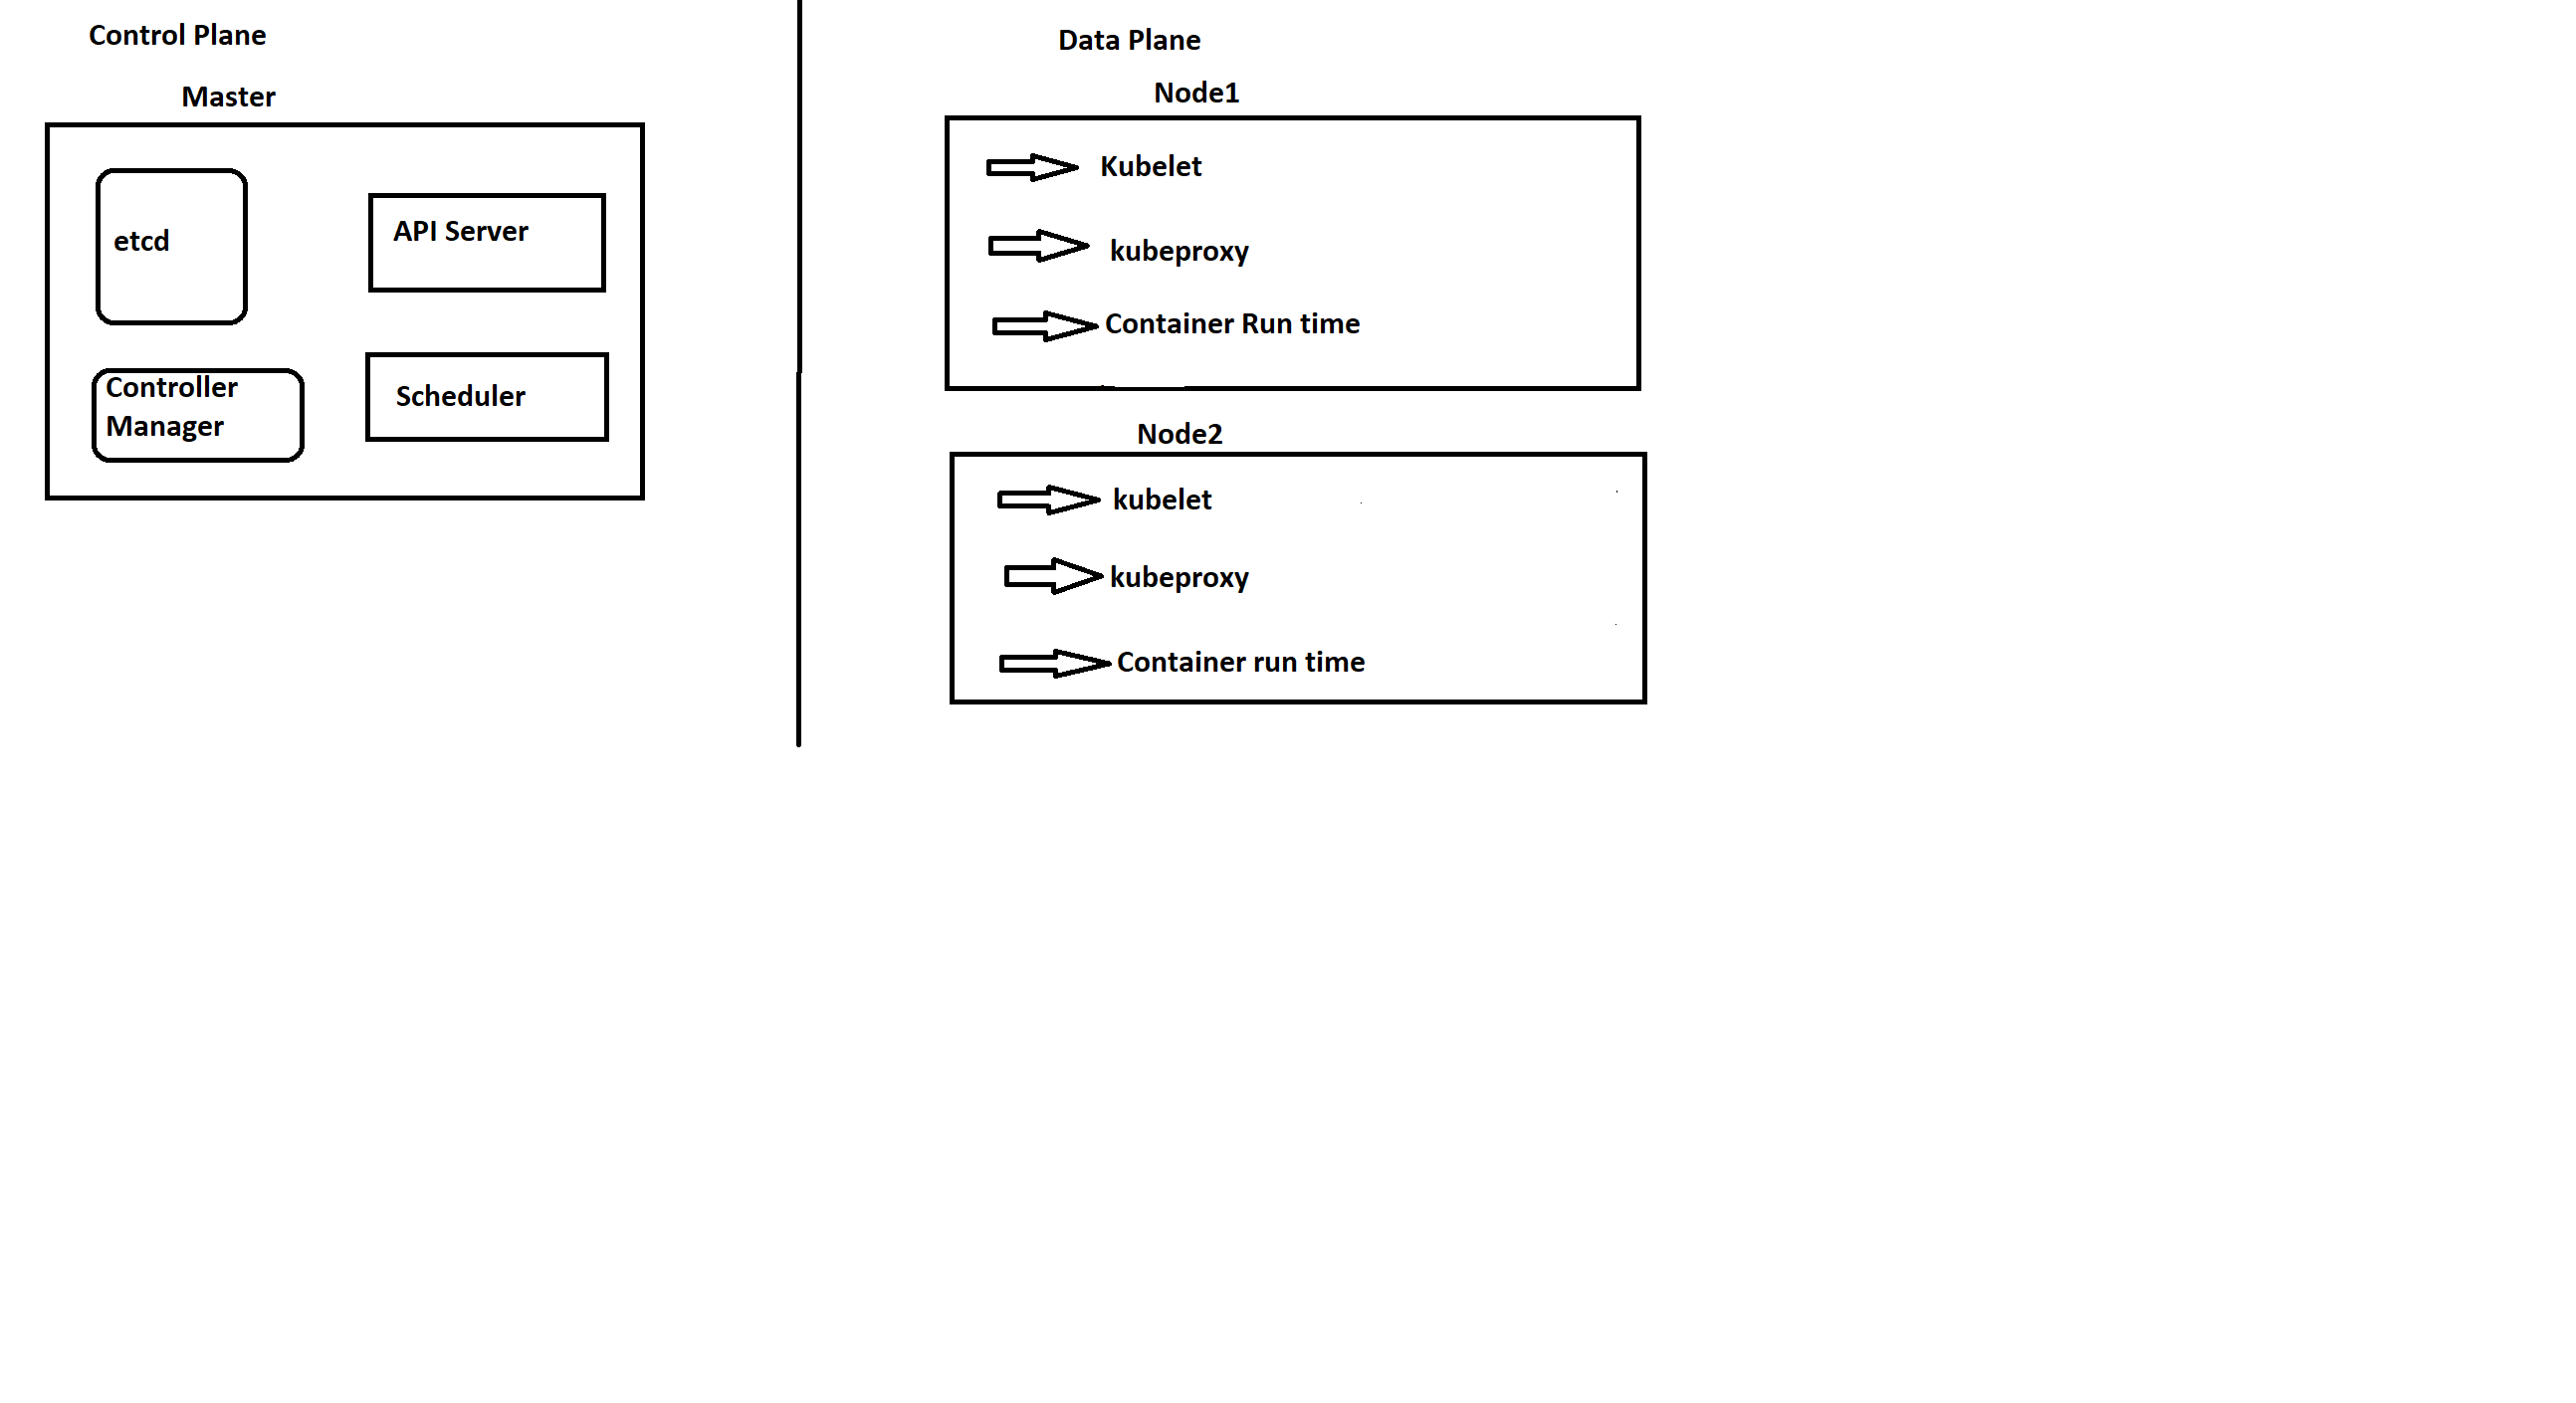 Control Plane
Master
etcd
API Server
Controller
Manager
Scheduler
Data Plane
Node1
Kubelet
kubeproxy
Container Run time
Node2
kubelet
kubeproxy
Container run time